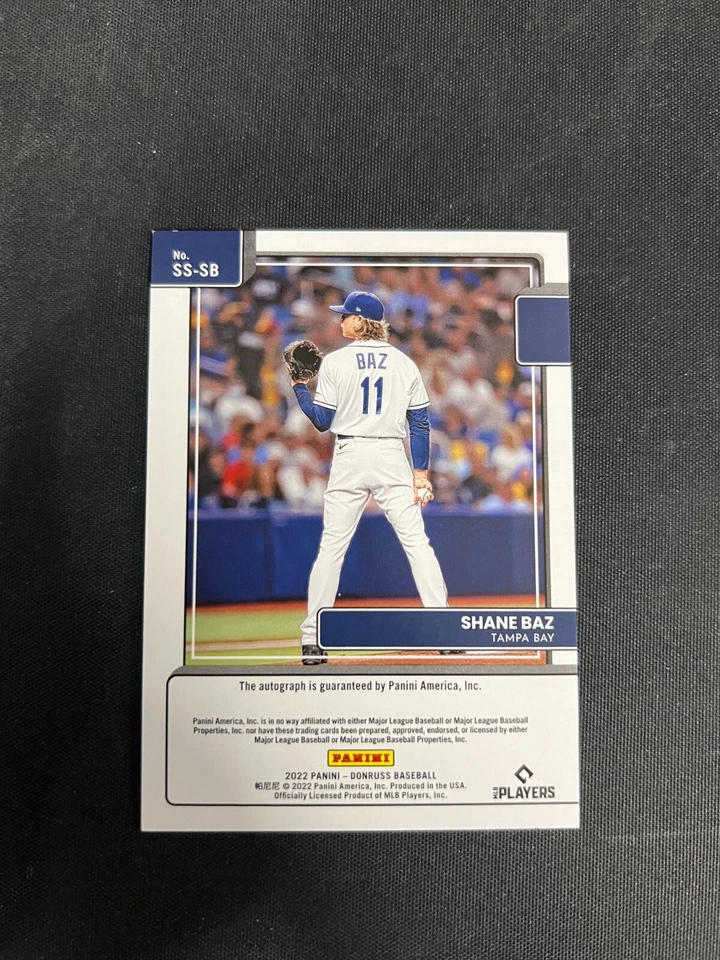 No.
SS-SB
BAZ
11
SHANE BAZ
TAMPA BAY
The autograph is guaranteed by Panini America, Inc.
Panini America, Inc. is in no way affiliated with either Major League Baseball or Major League Baseball
Properties, Inc. nor have these trading cards been prepared, approved, endorsed, or licensed by either
Major League Baseball or Major League Baseball Properties, Inc.
PANINI
2022 PANINI – DONRUSS BASEBALL
帕尼尼 © 2022 Panini America, Inc. Produced in the USA.
Officially Licensed Product of MLB Players, Inc.
MLB PLAYERS